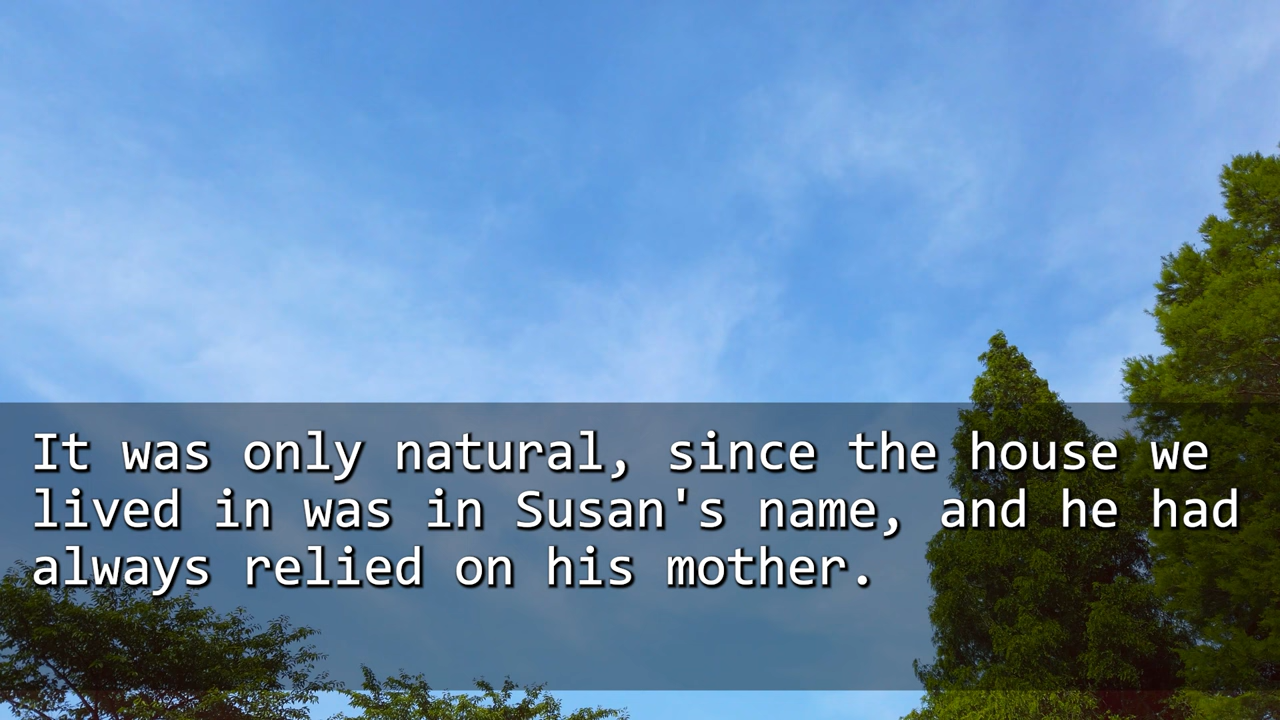 It was only natural, since the house we
lived in was in Susan's name, and he had
always relied on his mother.